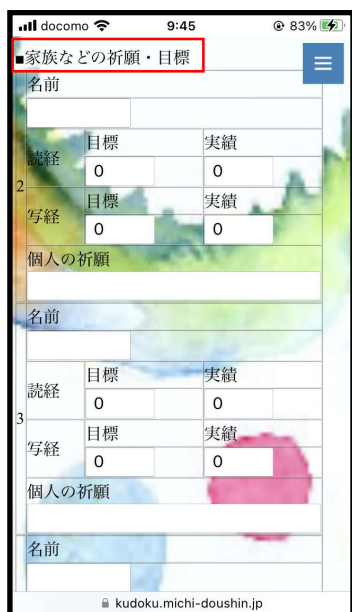 docomo 9:45 83%
■家族などの祈願・目標
名前
目標 実績
読経
0 0
2
目標 実績
写経
0 0
個人の祈願
名前
目標 実績
読経
0 0
3
目標 実績
写経
0 0
個人の祈願
名前
kudoku.michi-doushin.jp